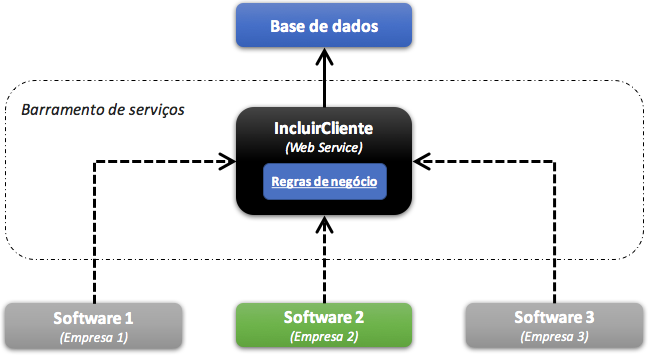 Base de dados
Barramento de serviços
IncluirCliente
(Web Service)
Regras de negócio
Software 1
(Empresa 1)
Software 2
(Empresa 2)
Software 3
(Empresa 3)